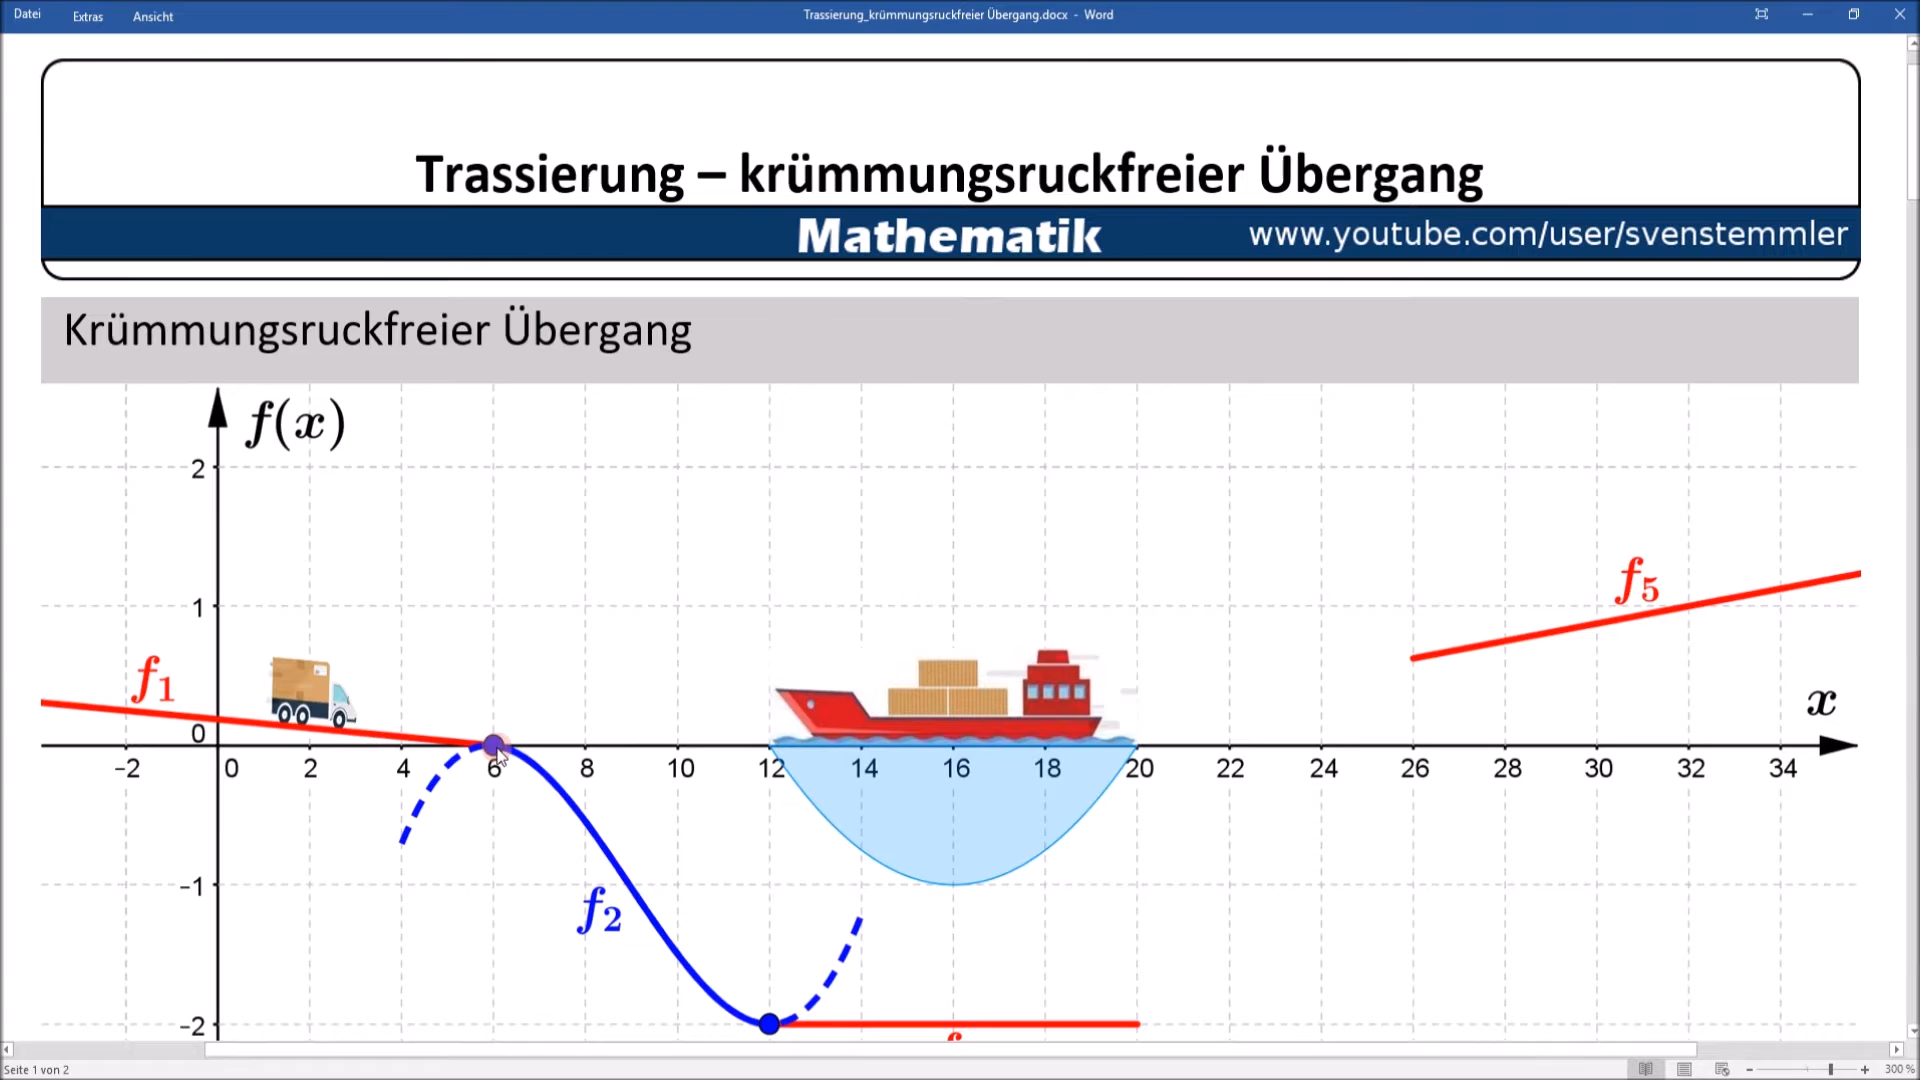 Datei Extras Ansicht Trassierung_krümmungsruckfreier Übergang.docx - Word
Trassierung – krümmungsruckfreier Übergang
Mathematik www.youtube.com/user/svenstemmler
Krümmungsruckfreier Übergang
f(x)
2
1
f5
f1
x
0
−2 0 2 4 6 8 10 12 14 16 18 20 22 24 26 28 30 32 34
−1
f2
−2
Seite 1 von 2 300 %